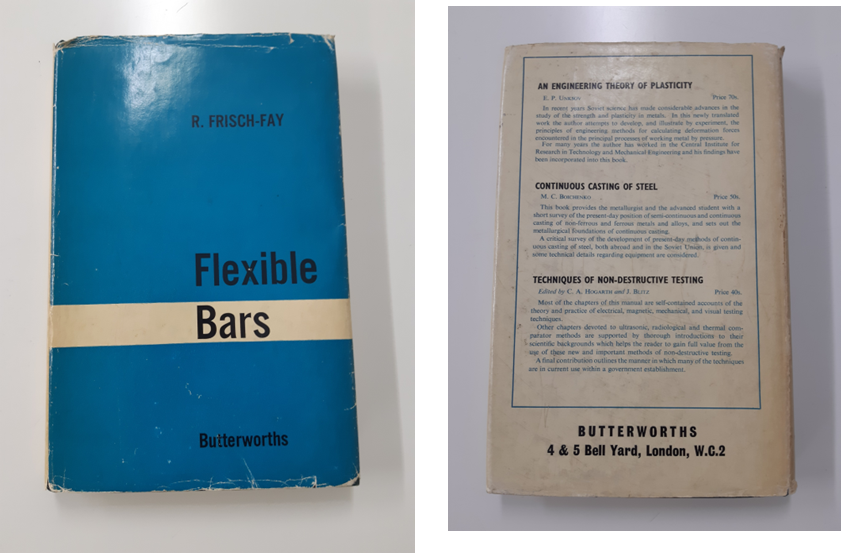 R. FRISCH-FAY
Flexible
Bars
Butterworths
AN ENGINEERING THEORY OF PLASTICITY
E. P. UNKSOV Price 70s.
In recent years Soviet science has made considerable advances in the
study of the strength and plasticity in metals. In this newly translated
work the author attempts to develop, and illustrate by experiment, the
principles of engineering methods for calculating deformation forces
encountered in the principal processes of working metal by pressure.
For many years the author has worked in the Central Institute for
Research in Technology and Mechanical Engineering and his findings have
been incorporated into this book.
CONTINUOUS CASTING OF STEEL
M. C. BOICHENKO Price 50s.
This book provides the metallurgist and the advanced student with a
short survey of the present-day position of semi-continuous and continuous
casting of non-ferrous and ferrous metals and alloys, and sets out the
metallurgical foundations of continuous casting.
A critical survey of the development of present-day methods of contin-
uous casting of steel, both abroad and in the Soviet Union, is given and
some technical details regarding equipment are considered.
TECHNIQUES OF NON-DESTRUCTIVE TESTING
Edited by C. A. HOGARTH and J. BLITZ Price 40s.
Most of the chapters of this manual are self-contained accounts of the
theory and practice of electrical, magnetic, mechanical, and visual testing
techniques.
Other chapters devoted to ultrasonic, radiological and thermal com-
parator methods are supported by thorough introductions to their
scientific backgrounds which helps the reader to gain full value from the
use of these new and important methods of non-destructive testing.
A final contribution outlines the manner in which many of the techniques
are in current use within a government establishment.
BUTTERWORTHS
4 & 5 Bell Yard, London, W.C.2